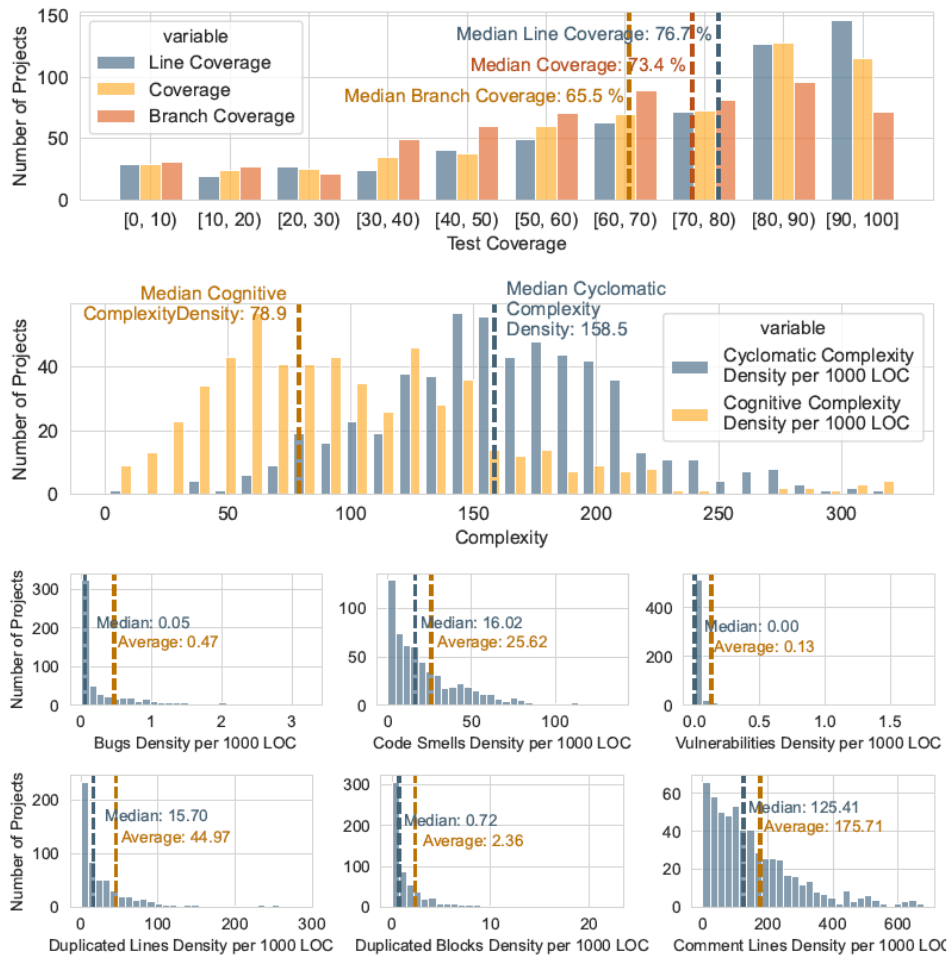 Number of Projects
150
100
50
0
variable
Line Coverage
Coverage
Branch Coverage
Median Line Coverage: 76.7 %
Median Coverage: 73.4 %
Median Branch Coverage: 65.5 %
[0, 10) [10, 20) [20, 30) [30, 40) [40, 50) [50, 60) [60, 70) [70, 80) [80, 90) [90, 100]
Test Coverage
Number of Projects
40
20
0
Median Cognitive
ComplexityDensity: 78.9
Median Cyclomatic
Complexity
Density: 158.5
variable
Cyclomatic Complexity
Density per 1000 LOC
Cognitive Complexity
Density per 1000 LOC
0 50 100 150 200 250 300
Complexity
Number of Projects
300
200
100
0
Median: 0.05
Average: 0.47
0 1 2 3
Bugs Density per 1000 LOC
100
50
0
Median: 16.02
Average: 25.62
0 50 100
Code Smells Density per 1000 LOC
400
200
0
Median: 0.00
Average: 0.13
0.0 0.5 1.0 1.5
Vulnerabilities Density per 1000 LOC
Number of Projects
200
100
0
Median: 15.70
Average: 44.97
0 100 200 300
Duplicated Lines Density per 1000 LOC
300
200
100
0
Median: 0.72
Average: 2.36
0 10 20
Duplicated Blocks Density per 1000 LOC
60
40
20
0
Median: 125.41
Average: 175.71
0 200 400 600
Comment Lines Density per 1000 LOC